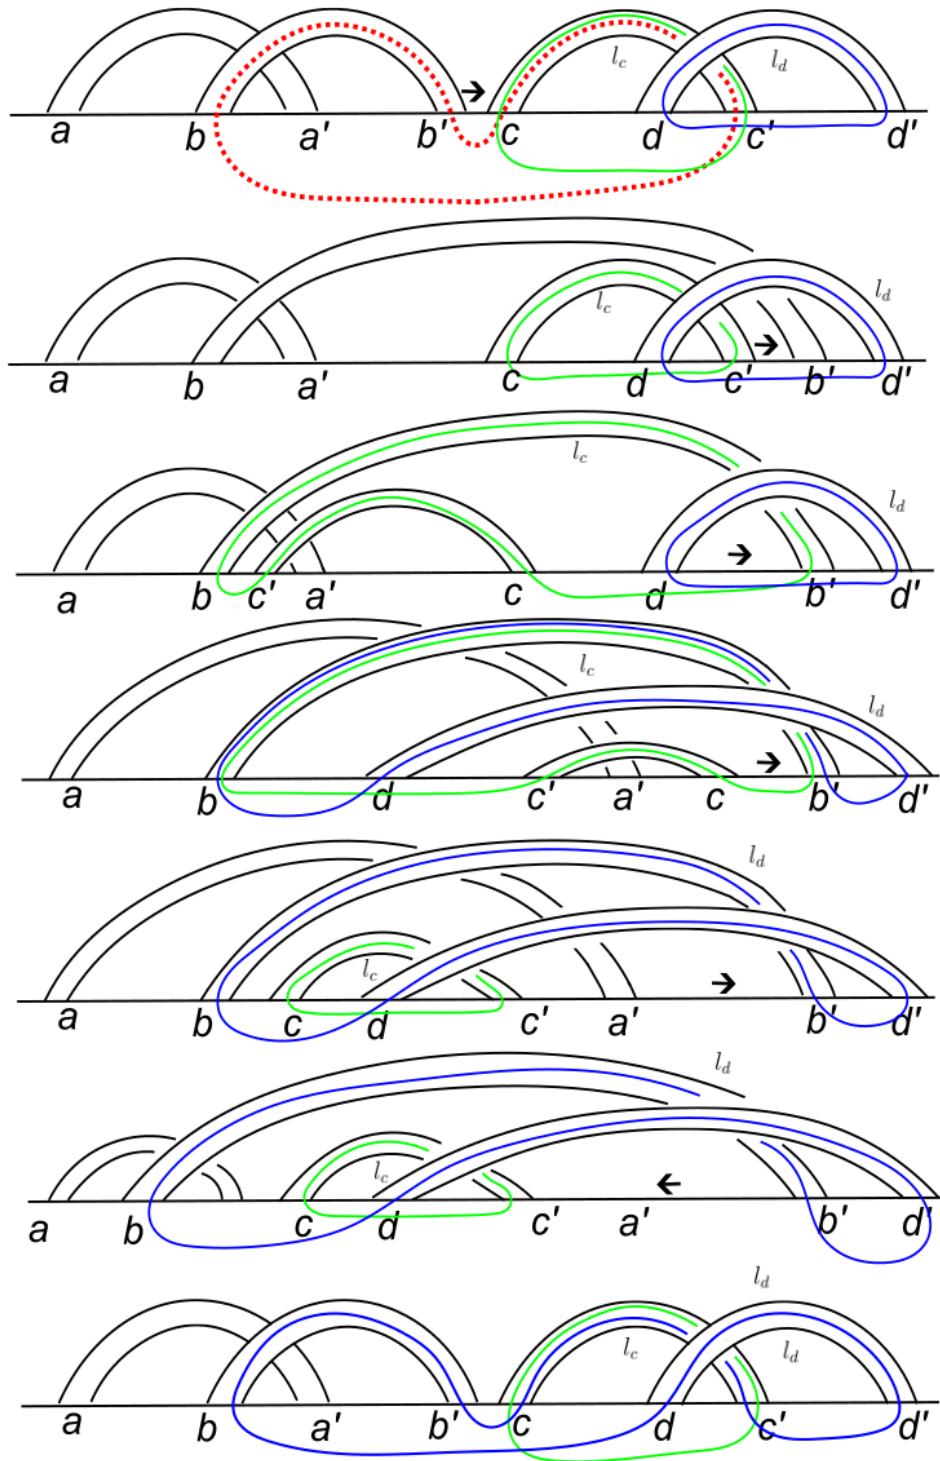 l_c l_d
a b a' b' c d c' d'
l_c l_d
a b a' c d c' b' d'
l_c l_d
a b c' a' c d b' d'
l_c l_d
a b d c' a' c b' d'
l_d
l_c
a b c d c' a' b' d'
l_d
l_c
a b c d c' a' b' d'
l_d
l_c l_d
a b a' b' c d c' d'